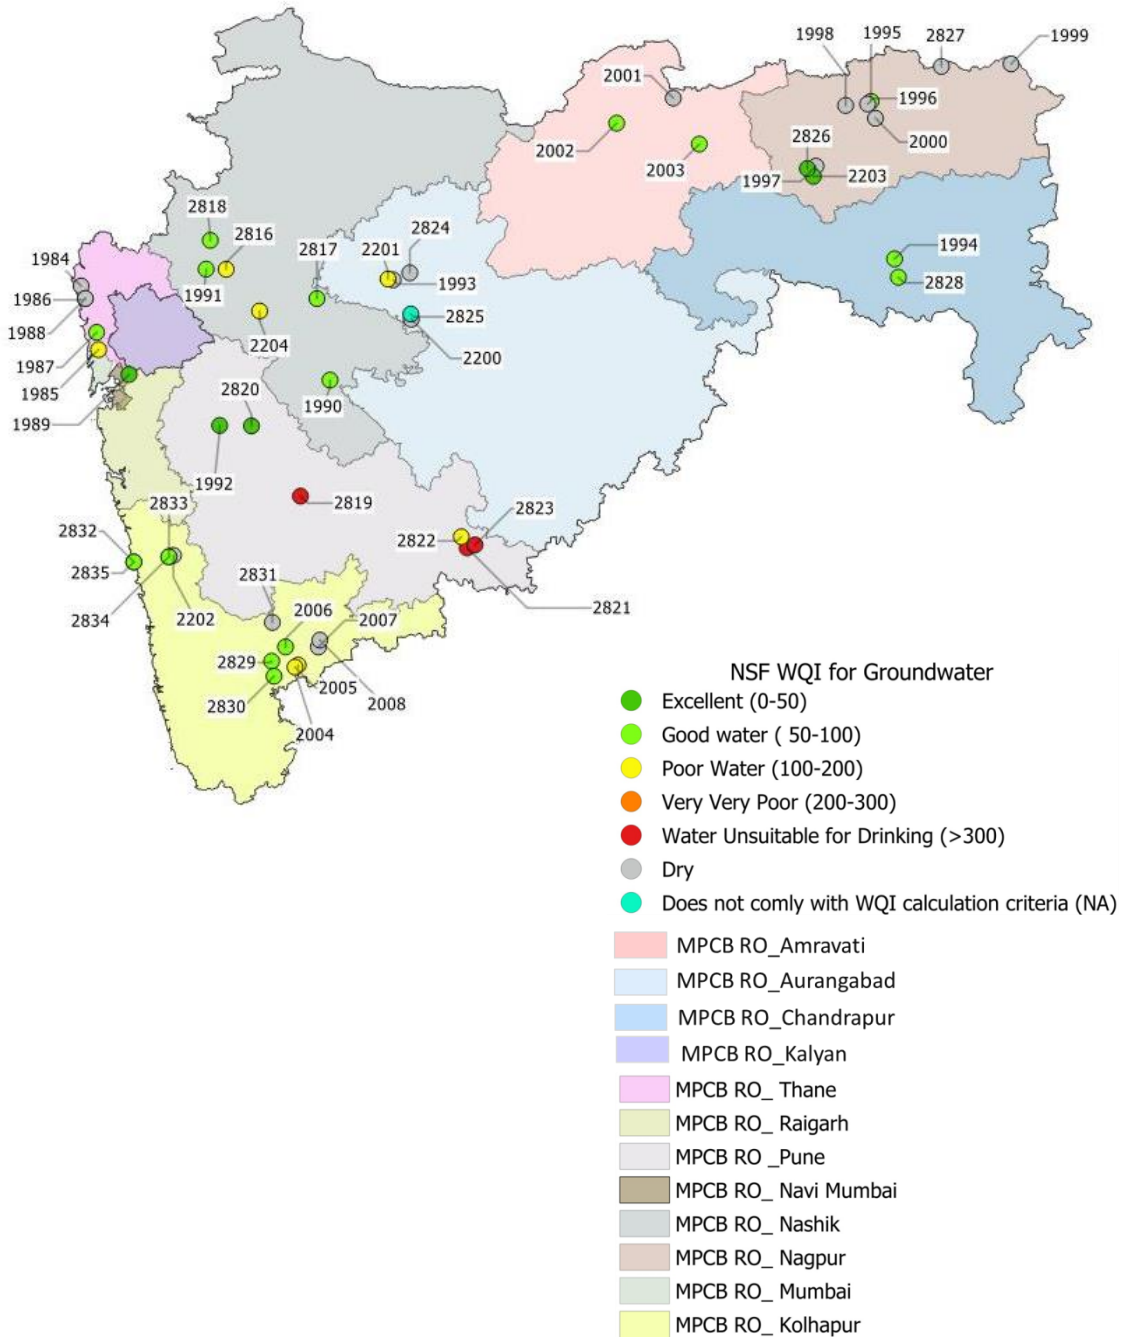 1998
1995
2827
1999
2001
1996
2002
2000
2826
2003
1997
2203
2818
2816
2817
2201
2824
1994
1984
1986
1991
1993
2828
1988
2204
2825
2200
1987
1985
2820
1990
1989
1992
2833
2819
2823
2832
2822
2835
2831
2821
2834
2202
2006
2007
2829
2005
2008
2830
2004
NSF WQI for Groundwater
Excellent (0-50)
Good water ( 50-100)
Poor Water (100-200)
Very Very Poor (200-300)
Water Unsuitable for Drinking (>300)
Dry
Does not comly with WQI calculation criteria (NA)
MPCB RO_Amravati
MPCB RO_Aurangabad
MPCB RO_Chandrapur
MPCB RO_Kalyan
MPCB RO_ Thane
MPCB RO_ Raigarh
MPCB RO _Pune
MPCB RO_ Navi Mumbai
MPCB RO_ Nashik
MPCB RO_ Nagpur
MPCB RO_ Mumbai
MPCB RO_ Kolhapur